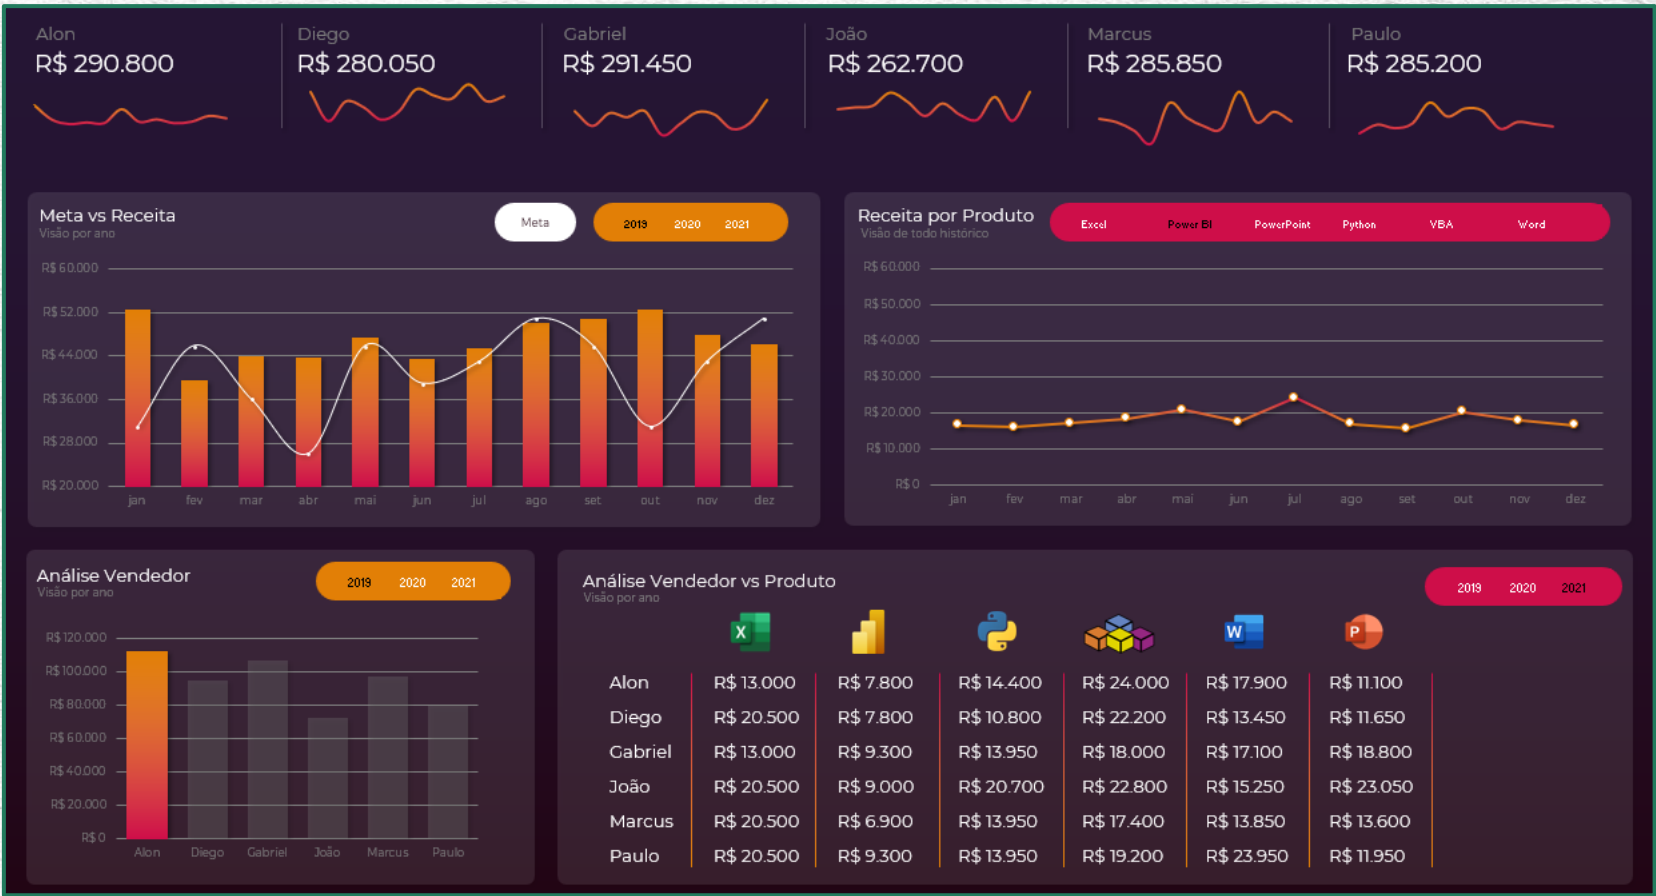 Alon
R$ 290.800
Diego
R$ 280.050
Gabriel
R$ 291.450
João
R$ 262.700
Marcus
R$ 285.850
Paulo
R$ 285.200
Meta vs Receita
Visão por ano
Meta
2019 2020 2021
R$ 60.000
R$ 52.000
R$ 44.000
R$ 36.000
R$ 28.000
R$ 20.000
jan fev mar abr mai jun jul ago set out nov dez
Receita por Produto
Visão de todo histórico
Excel Power BI PowerPoint Python VBA Word
R$ 60.000
R$ 50.000
R$ 40.000
R$ 30.000
R$ 20.000
R$ 10.000
R$ 0
jan fev mar abr mai jun jul ago set out nov dez
Análise Vendedor
Visão por ano
2019 2020 2021
R$ 120.000
R$ 100.000
R$ 80.000
R$ 60.000
R$ 40.000
R$ 20.000
R$ 0
Alon Diego Gabriel João Marcus Paulo
Análise Vendedor vs Produto
Visão por ano
2019 2020 2021
X W P
Alon R$ 13.000 R$ 7.800 R$ 14.400 R$ 24.000 R$ 17.900 R$ 11.100
Diego R$ 20.500 R$ 7.800 R$ 10.800 R$ 22.200 R$ 13.450 R$ 11.650
Gabriel R$ 13.000 R$ 9.300 R$ 13.950 R$ 18.000 R$ 17.100 R$ 18.800
João R$ 20.500 R$ 9.000 R$ 20.700 R$ 22.800 R$ 15.250 R$ 23.050
Marcus R$ 20.500 R$ 6.900 R$ 13.950 R$ 17.400 R$ 13.850 R$ 13.600
Paulo R$ 20.500 R$ 9.300 R$ 13.950 R$ 19.200 R$ 23.950 R$ 11.950